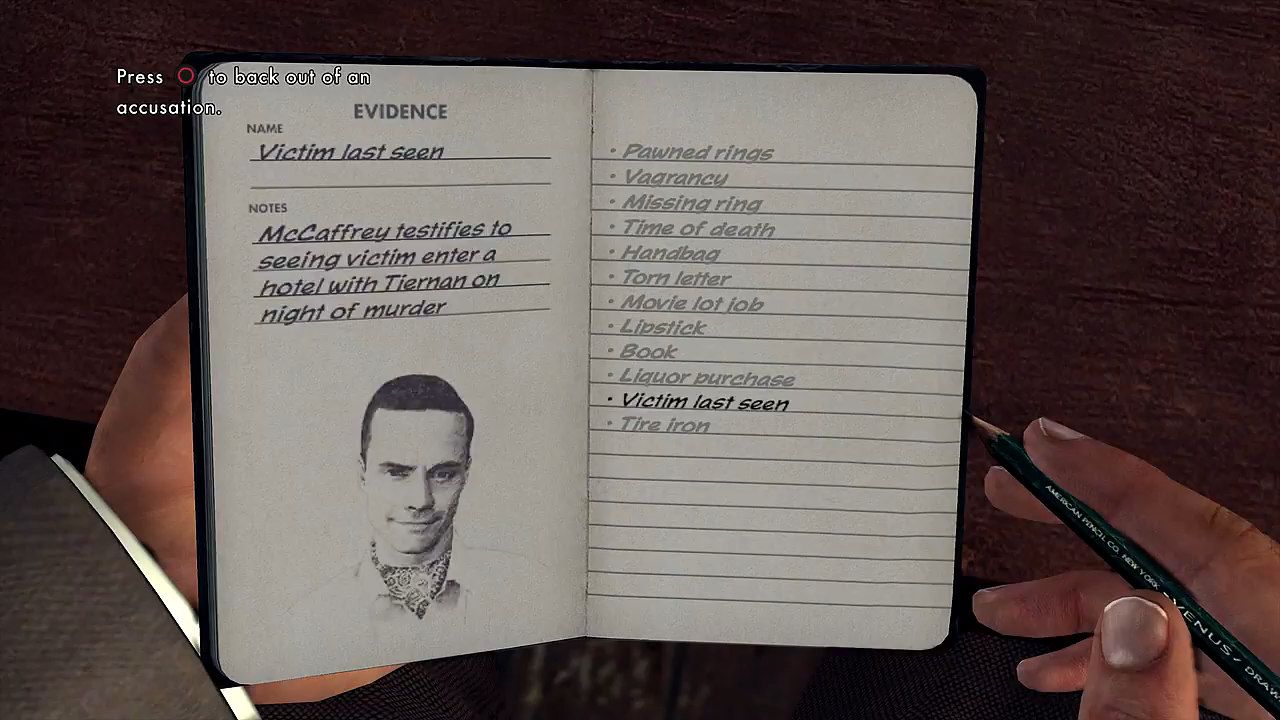 Press ○ to back out of an
accusation.
EVIDENCE
NAME
Victim last seen
NOTES
McCaffrey testifies to
seeing victim enter a
hotel with Tiernan on
night of murder
• Pawned rings
• Vagrancy
• Missing ring
• Time of death
• Handbag
• Torn letter
• Movie lot job
• Lipstick
• Book
• Liquor purchase
• Victim last seen
• Tire iron
AMERICAN PENCIL CO. NEW YORK
VENUS/DRAW